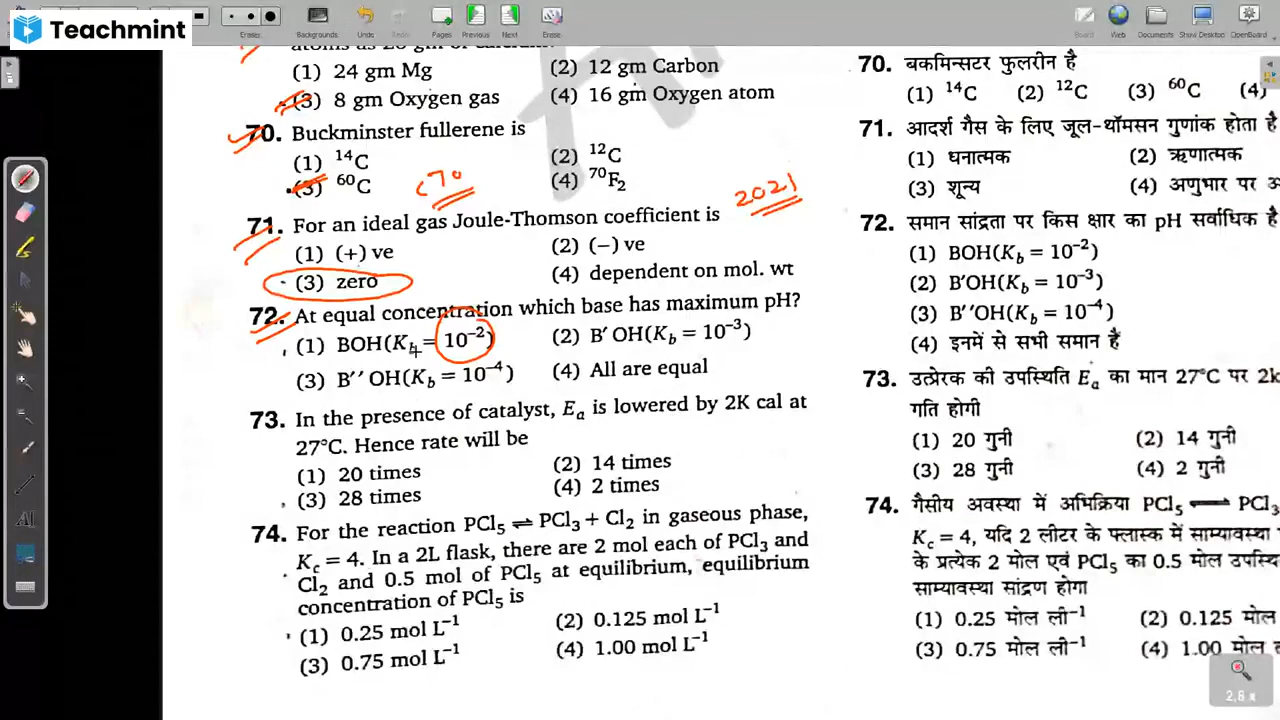 Backgrounds Undo Redo Page Previous Next Erase
Erasers
Board Web Documents Show Desktop OpenBoard
Teachmint
(1) 24 gm Mg (2) 12 gm Carbon
(3) 8 gm Oxygen gas (4) 16 gm Oxygen atom
70. Buckminster fullerene is
(1) ¹⁴C (2) ¹²C
(3) ⁶⁰C (4) ⁷⁰F₂
C70
71. For an ideal gas Joule-Thomson coefficient is
2021
(1) (+) ve (2) (−) ve
(3) zero (4) dependent on mol. wt
72. At equal concentration which base has maximum pH?
(1) BOH(K_b = 10⁻²) (2) B′ OH(K_b = 10⁻³)
(3) B′′ OH(K_b = 10⁻⁴) (4) All are equal
73. In the presence of catalyst, Eₐ is lowered by 2K cal at
27°C. Hence rate will be
(1) 20 times (2) 14 times
(3) 28 times (4) 2 times
74. For the reaction PCl₅ ⇌ PCl₃ + Cl₂ in gaseous phase,
K_c = 4. In a 2L flask, there are 2 mol each of PCl₃ and
Cl₂ and 0.5 mol of PCl₅ at equilibrium, equilibrium
concentration of PCl₅ is
(1) 0.25 mol L⁻¹ (2) 0.125 mol L⁻¹
(3) 0.75 mol L⁻¹ (4) 1.00 mol L⁻¹
70. बकमिन्सटर फुलरीन है
(1) ¹⁴C (2) ¹²C (3) ⁶⁰C (4)
71. आदर्श गैस के लिए जूल-थॉमसन गुणांक होता है
(1) धनात्मक (2) ऋणात्मक
(3) शून्य (4) अणुभार पर
72. समान सांद्रता पर किस क्षार का pH सर्वाधिक है
(1) BOH(K_b = 10⁻²)
(2) B′OH(K_b = 10⁻³)
(3) B′′OH(K_b = 10⁻⁴)
(4) इनमें से सभी समान है
73. उत्प्रेरक की उपस्थिति Eₐ का मान 27°C पर 2k
गति होगी
(1) 20 गुनी (2) 14 गुनी
(3) 28 गुनी (4) 2 गुनी
74. गैसीय अवस्था में अभिक्रिया PCl₅ ⇌ PCl₃
K_c = 4, यदि 2 लीटर के फ्लास्क में साम्यावस्था
के प्रत्येक 2 मोल एवं PCl₅ का 0.5 मोल
साम्यावस्था सांद्रण होगा
(1) 0.25 मोल ली⁻¹ (2) 0.125 मोल
(3) 0.75 मोल ली⁻¹ (4) 1.00 मोल
2.8 x